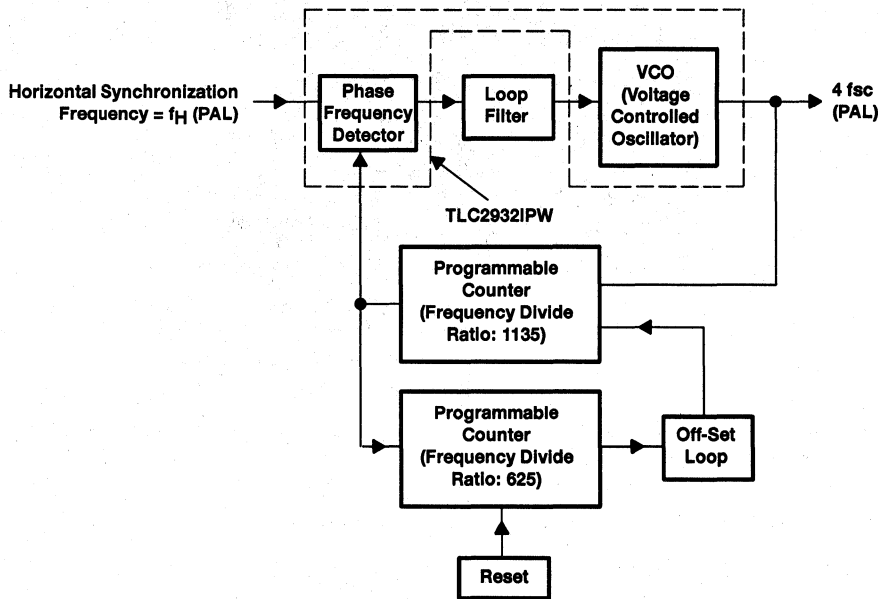 Horizontal Synchronization
Frequency = fH (PAL)
Phase
Frequency
Detector
Loop
Filter
VCO
(Voltage
Controlled
Oscillator)
4 fsc
(PAL)
TLC2932IPW
Programmable
Counter
(Frequency Divide
Ratio: 1135)
Programmable
Counter
(Frequency Divide
Ratio: 625)
Off-Set
Loop
Reset